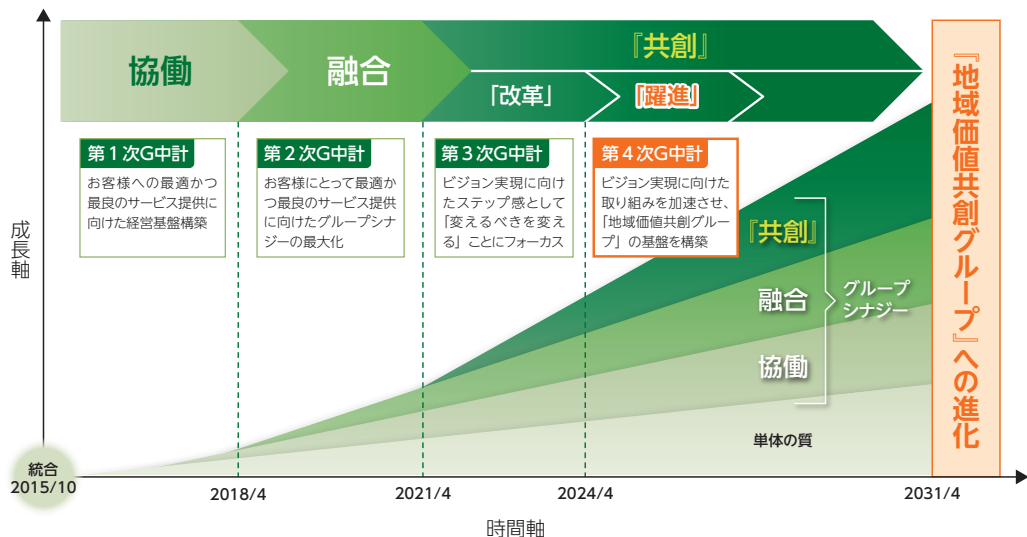 協働
融合
『共創』
「改革」
「躍進」
『地域価値共創グループ』への進化
第1次G中計
お客様への最適かつ
最良のサービス提供に
向けた経営基盤構築
第2次G中計
お客様にとって最適か
つ最良のサービス提供
に向けたグループシナ
ジーの最大化
第3次G中計
ビジョン実現に向け
たステップ感として
「変えるべきを変え
る」ことにフォーカス
第4次G中計
ビジョン実現に向けた
取り組みを加速させ、
「地域価値共創グルー
プ」の基盤を構築
成長軸
『共創』
融合
協働
グループ
シナジー
単体の質
統合
2015/10
2018/4
2021/4
2024/4
2031/4
時間軸